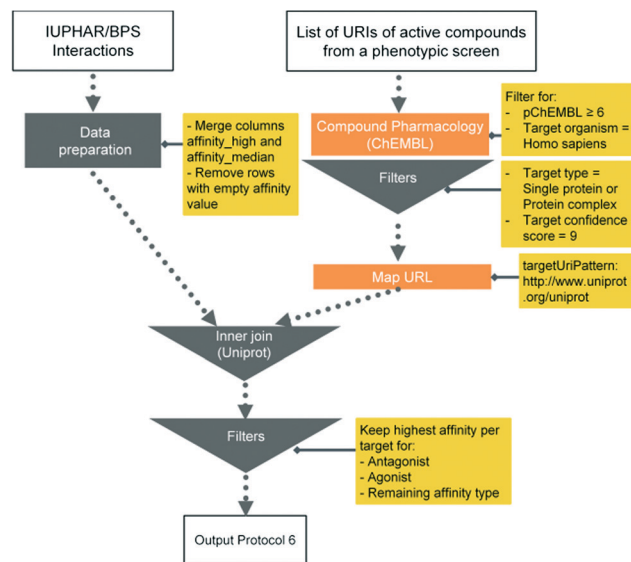 IUPHAR/BPS
Interactions
List of URIs of active compounds
from a phenotypic screen
Data
preparation
- Merge columns
affinity_high and
affinity_median
- Remove rows
with empty affinity
value
Compound Pharmacology
(ChEMBL)
Filter for:
- pChEMBL ≥ 6
- Target organism =
Homo sapiens
Filters
- Target type =
Single protein or
Protein complex
- Target confidence
score = 9
Map URL
targetUriPattern:
http://www.uniprot
.org/uniprot
Inner join
(Uniprot)
Filters
Keep highest affinity per
target for:
- Antagonist
- Agonist
- Remaining affinity type
Output Protocol 6